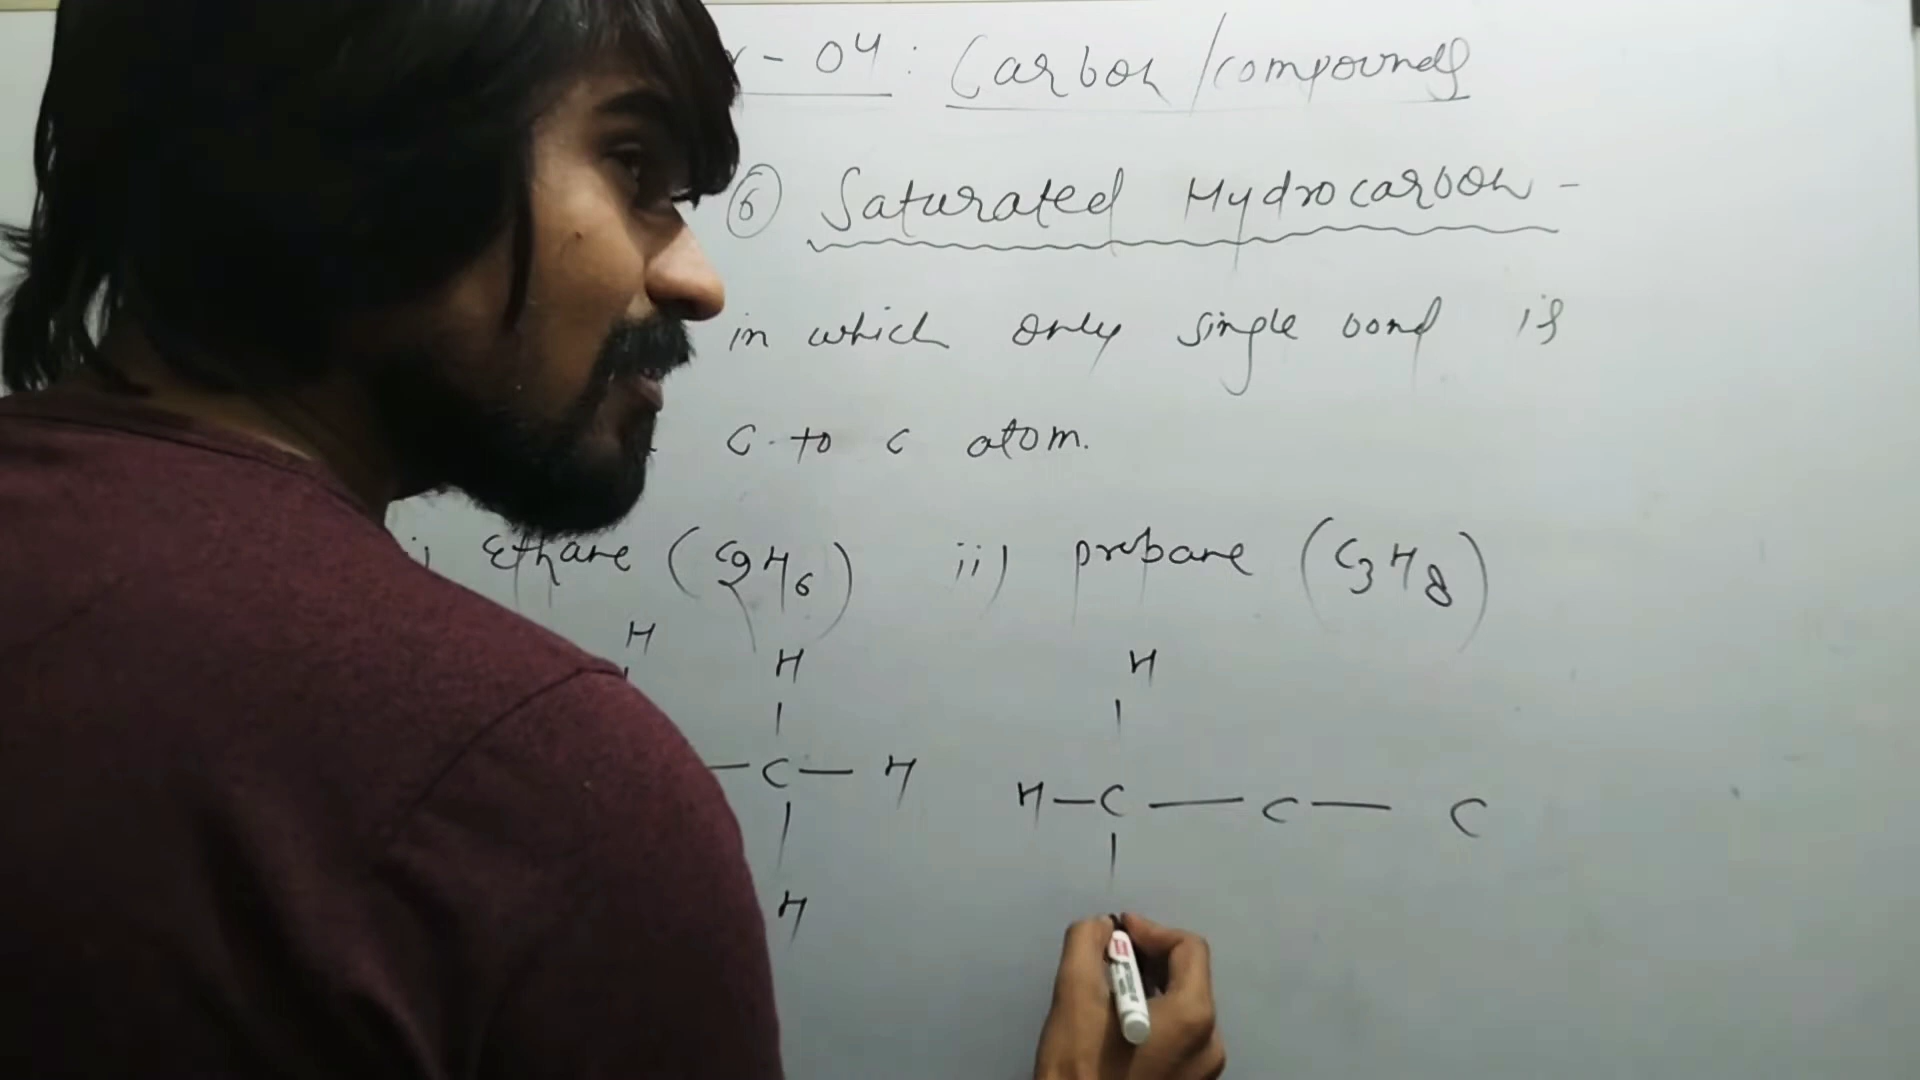 - 04 : Carbon / compounds
6 Saturated Hydrocarbon -
in which only single bond is
C to C atom.
i) Ethane (C2H6) ii) propane (C3H8)
H
H H
— C — H
H — C — C — C
H